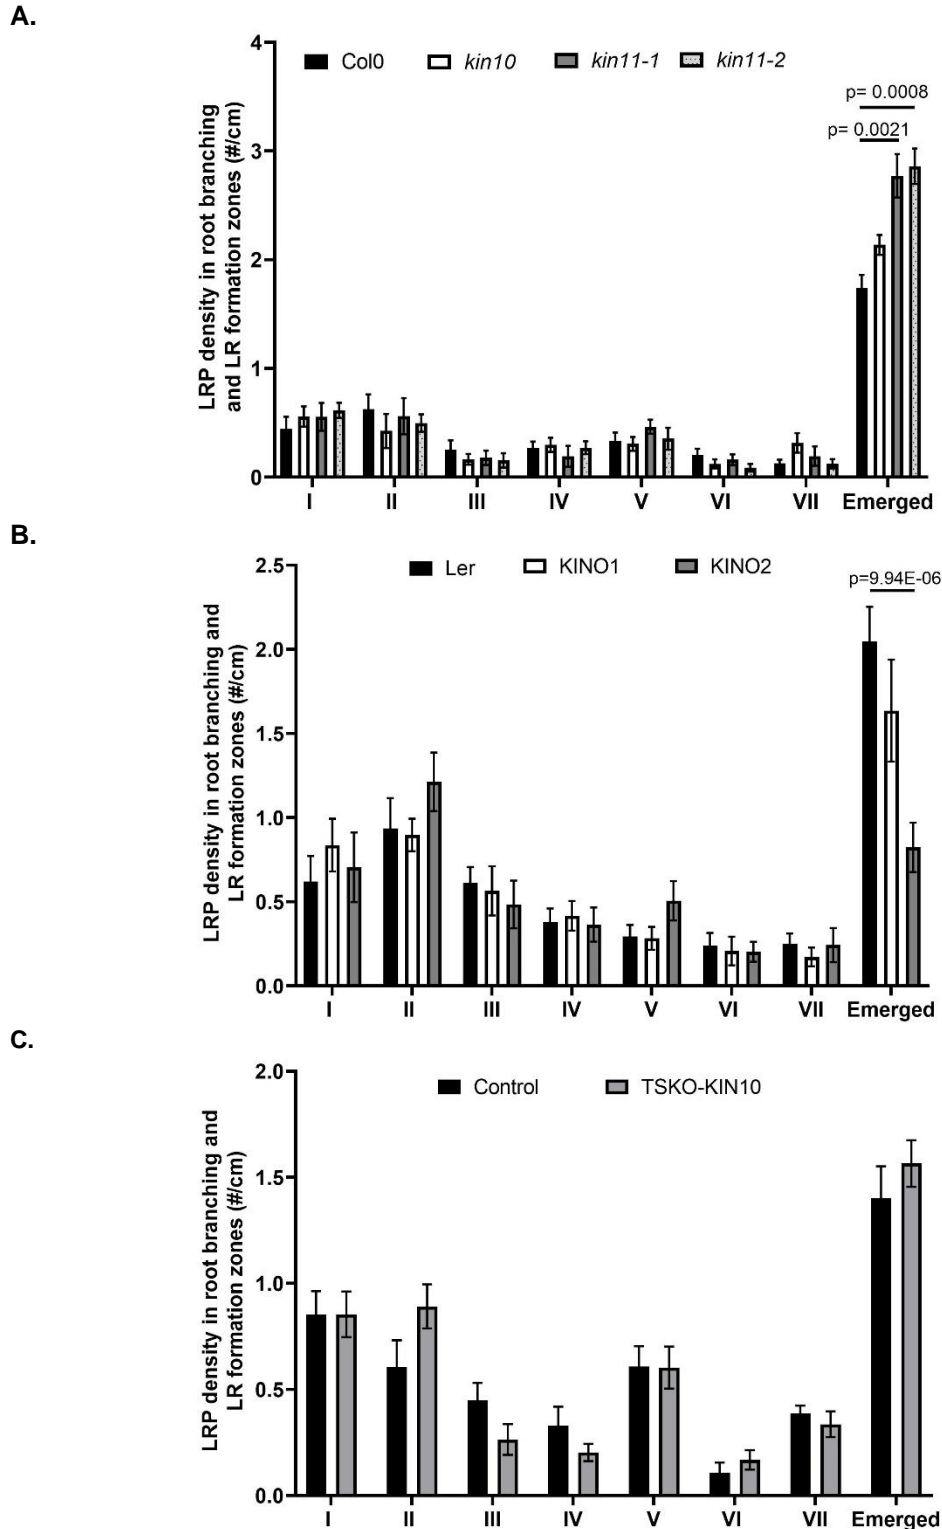 A.
LRP density in root branching
and LR formation zones (#/cm)
4
3
2
1
0
Col0 kin10 kin11-1 kin11-2
p= 0.0008
p= 0.0021
I II III IV V VI VII Emerged
B.
LRP density in root branching and
LR formation zones (#/cm)
2.5
2.0
1.5
1.0
0.5
0.0
Ler KINO1 KINO2
p=9.94E-06
I II III IV V VI VII Emerged
C.
LRP density in root branching and
LR formation zones (#/cm)
2.0
1.5
1.0
0.5
0.0
Control TSKO-KIN10
I II III IV V VI VII Emerged